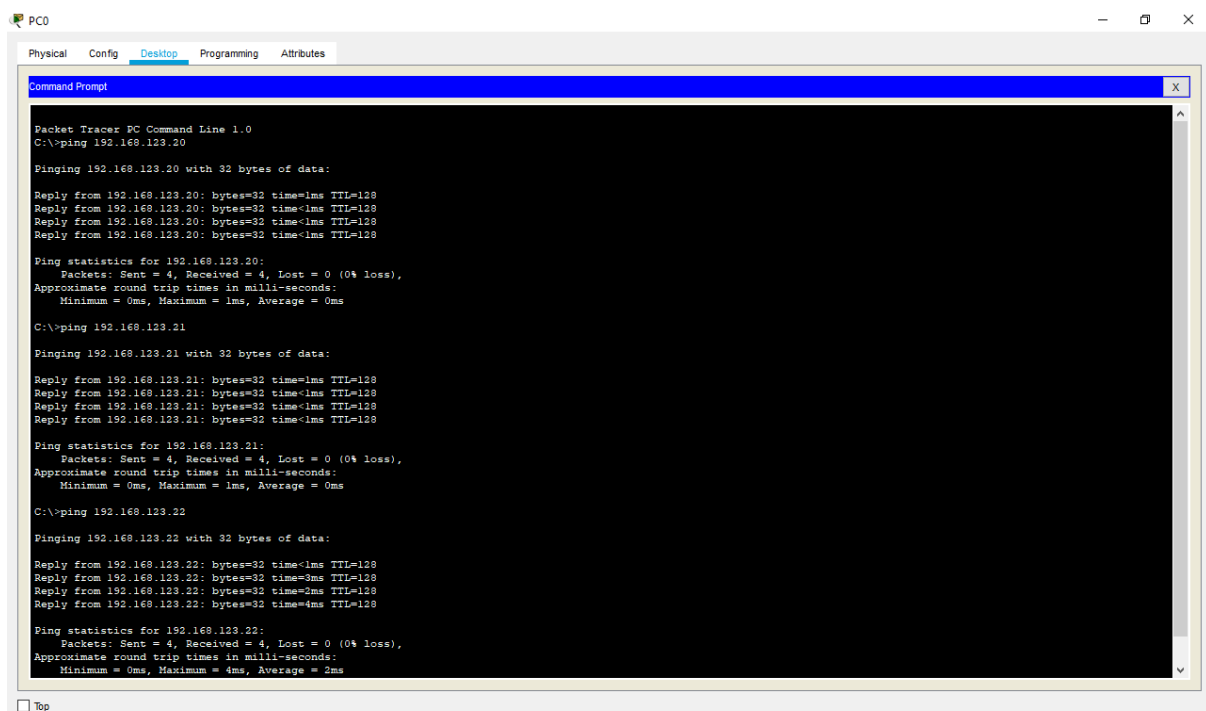 PC0
Physical Config Desktop Programming Attributes
Command Prompt
X
Packet Tracer PC Command Line 1.0
C:\>ping 192.168.123.20
Pinging 192.168.123.20 with 32 bytes of data:
Reply from 192.168.123.20: bytes=32 time=1ms TTL=128
Reply from 192.168.123.20: bytes=32 time<1ms TTL=128
Reply from 192.168.123.20: bytes=32 time<1ms TTL=128
Reply from 192.168.123.20: bytes=32 time<1ms TTL=128
Ping statistics for 192.168.123.20:
Packets: Sent = 4, Received = 4, Lost = 0 (0% loss),
Approximate round trip times in milli-seconds:
Minimum = 0ms, Maximum = 1ms, Average = 0ms
C:\>ping 192.168.123.21
Pinging 192.168.123.21 with 32 bytes of data:
Reply from 192.168.123.21: bytes=32 time=1ms TTL=128
Reply from 192.168.123.21: bytes=32 time<1ms TTL=128
Reply from 192.168.123.21: bytes=32 time<1ms TTL=128
Reply from 192.168.123.21: bytes=32 time<1ms TTL=128
Ping statistics for 192.168.123.21:
Packets: Sent = 4, Received = 4, Lost = 0 (0% loss),
Approximate round trip times in milli-seconds:
Minimum = 0ms, Maximum = 1ms, Average = 0ms
C:\>ping 192.168.123.22
Pinging 192.168.123.22 with 32 bytes of data:
Reply from 192.168.123.22: bytes=32 time<1ms TTL=128
Reply from 192.168.123.22: bytes=32 time=3ms TTL=128
Reply from 192.168.123.22: bytes=32 time=2ms TTL=128
Reply from 192.168.123.22: bytes=32 time=4ms TTL=128
Ping statistics for 192.168.123.22:
Packets: Sent = 4, Received = 4, Lost = 0 (0% loss),
Approximate round trip times in milli-seconds:
Minimum = 0ms, Maximum = 4ms, Average = 2ms
Top